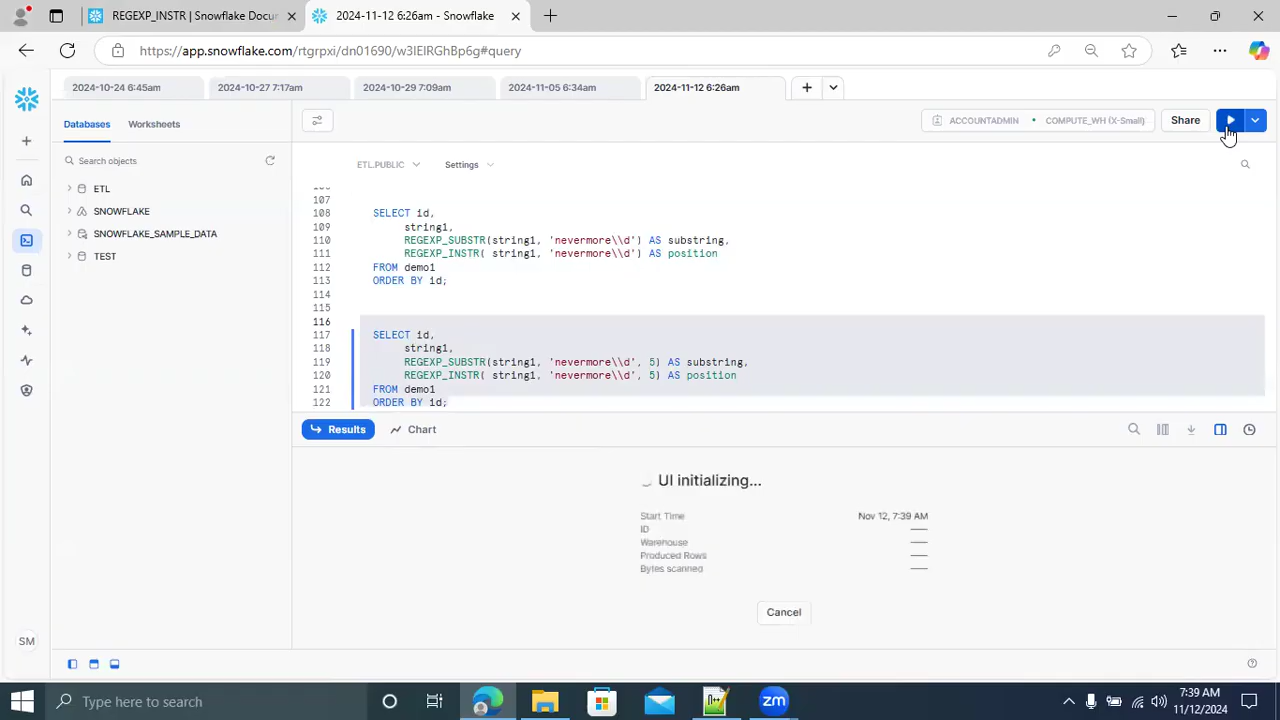 REGEXP_INSTR | Snowflake Docu
2024-11-12 6:26am - Snowflake
https://app.snowflake.com/rtgrpxi/dn01690/w3IEIRGhBp6g#query
2024-10-24 6:45am
2024-10-27 7:17am
2024-10-29 7:09am
2024-11-05 6:34am
2024-11-12 6:26am
Databases
Worksheets
ACCOUNTADMIN
COMPUTE_WH (X-Small)
Share
Search objects
ETL.PUBLIC
Settings
ETL
SNOWFLAKE
SNOWFLAKE_SAMPLE_DATA
TEST
107
108 SELECT id,
109 string1,
110 REGEXP_SUBSTR(string1, 'nevermore\\d') AS substring,
111 REGEXP_INSTR( string1, 'nevermore\\d') AS position
112 FROM demo1
113 ORDER BY id;
114
115
116
117 SELECT id,
118 string1,
119 REGEXP_SUBSTR(string1, 'nevermore\\d', 5) AS substring,
120 REGEXP_INSTR( string1, 'nevermore\\d', 5) AS position
121 FROM demo1
122 ORDER BY id;
Results
Chart
UI initializing...
Start Time Nov 12, 7:39 AM
ID
Warehouse
Produced Rows
Bytes scanned
Cancel
SM
Type here to search
zm
7:39 AM
11/12/2024